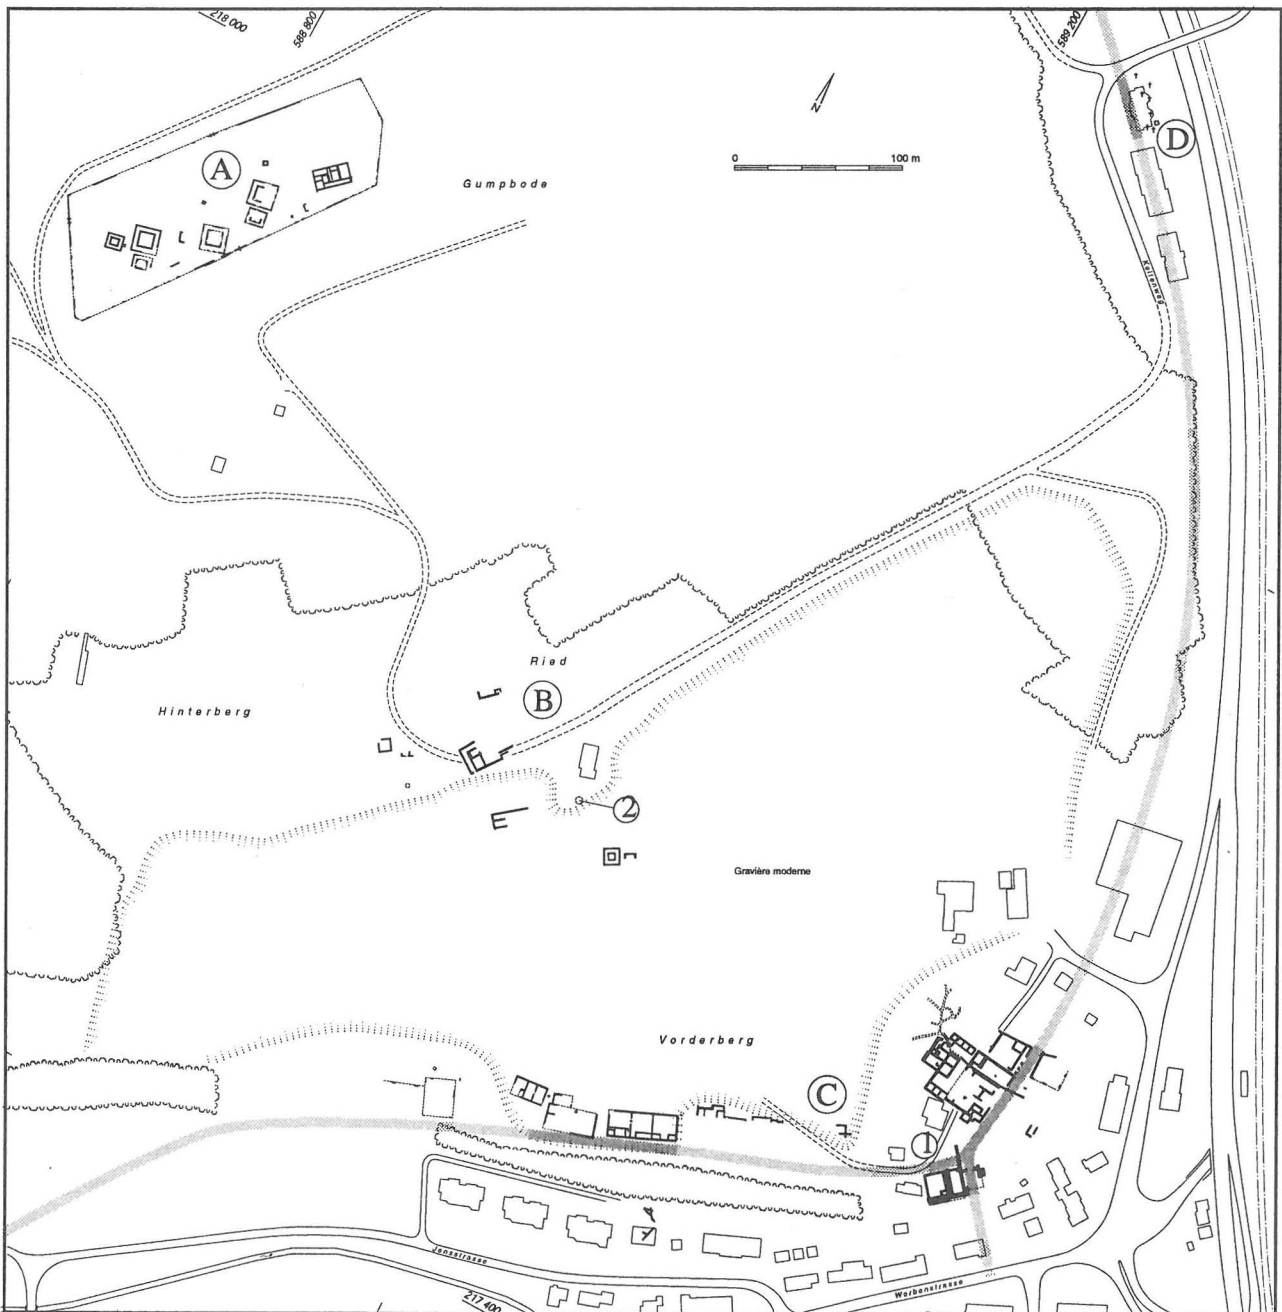 218 000
588 800
589 200
N
0 100 m
A
D
Gumpbode
Kellenweg
Ried
B
Hinterberg
2
Gravière moderne
Vorderberg
C
1
Jensstrasse
Worbenstrasse
217 400